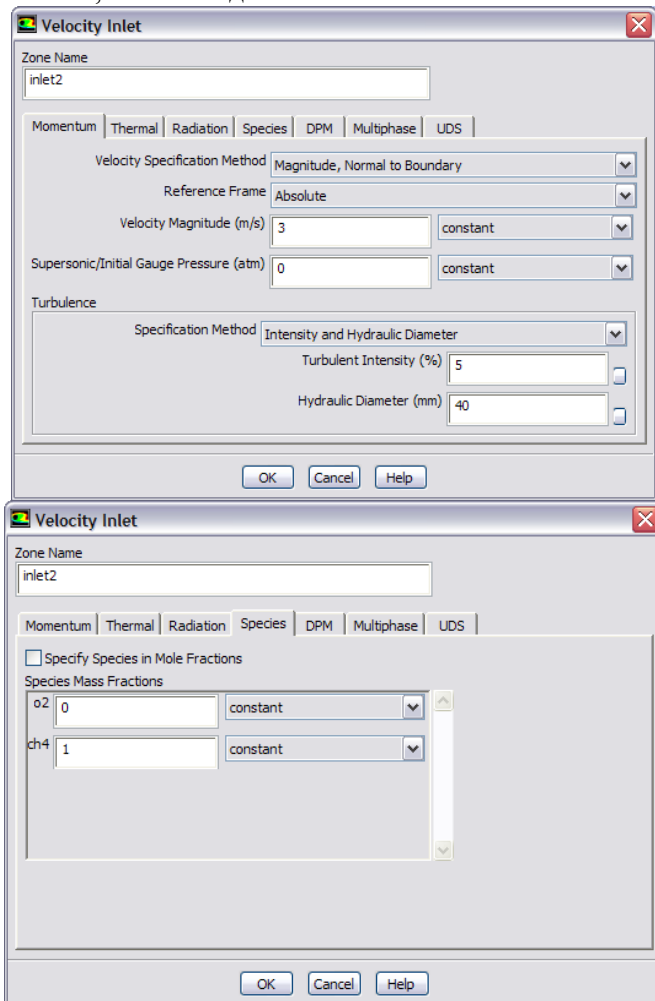 Velocity Inlet
Zone Name
inlet2
Momentum Thermal Radiation Species DPM Multiphase UDS
Velocity Specification Method Magnitude, Normal to Boundary
Reference Frame Absolute
Velocity Magnitude (m/s) 3 constant
Supersonic/Initial Gauge Pressure (atm) 0 constant
Turbulence
Specification Method Intensity and Hydraulic Diameter
Turbulent Intensity (%) 5
Hydraulic Diameter (mm) 40
OK Cancel Help
Velocity Inlet
Zone Name
inlet2
Momentum Thermal Radiation Species DPM Multiphase UDS
Specify Species in Mole Fractions
Species Mass Fractions
o2 0 constant
ch4 1 constant
OK Cancel Help